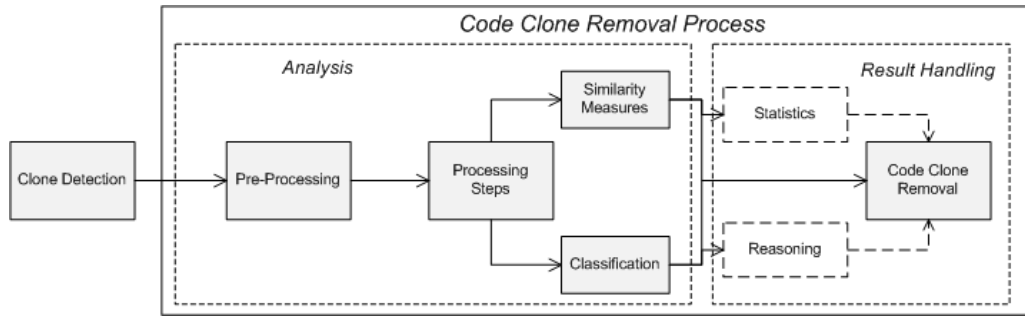 Code Clone Removal Process
Analysis
Result Handling
Similarity
Measures
Statistics
Clone Detection
Pre-Processing
Processing
Steps
Code Clone
Removal
Classification
Reasoning